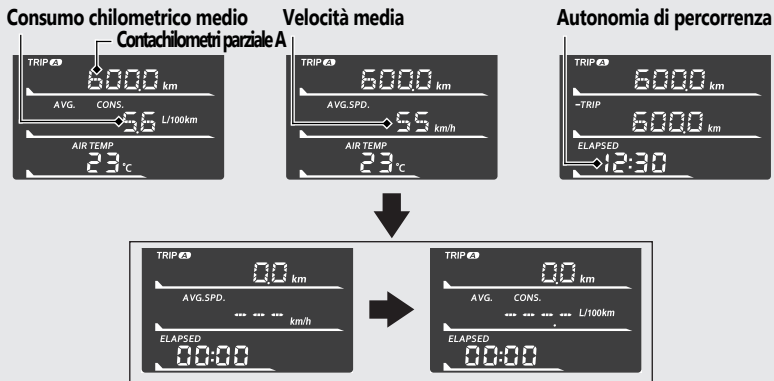 Consumo chilometrico medio
Contachilometri parziale A
TRIP A
600.0 km
AVG. CONS.
5.6 L/100km
AIR TEMP
23 °C
Velocità media
TRIP A
600.0 km
AVG.SPD.
55 km/h
AIR TEMP
23 °C
Autonomia di percorrenza
TRIP A
600.0 km
-TRIP
600.0 km
ELAPSED
12:30
TRIP A
0.0 km
AVG.SPD.
--- --- --- km/h
ELAPSED
00:00
TRIP A
0.0 km
AVG. CONS.
--- --- --- . --- L/100km
ELAPSED
00:00